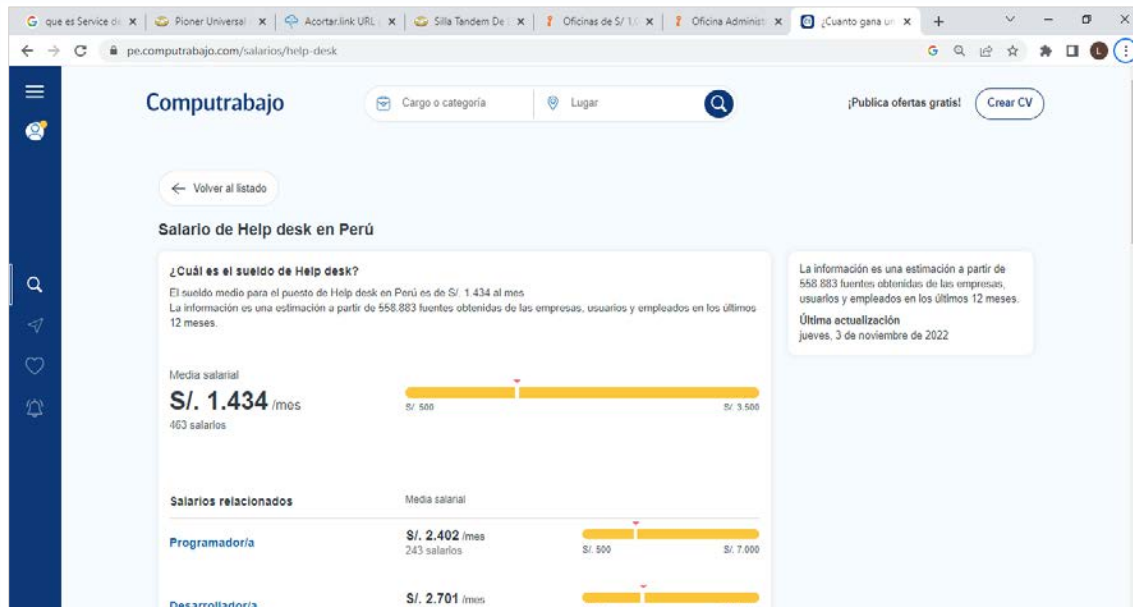 que es Service de
Pioner Universal
Acortar.link URL
Silla Tandem De
Oficinas de S/ 1,0
Oficina Administ
¿Cuanto gana un
pe.computrabajo.com/salarios/help-desk
L
Computrabajo
Cargo o categoría
Lugar
¡Publica ofertas gratis!
Crear CV
Volver al listado
Salario de Help desk en Perú
¿Cuál es el sueldo de Help desk?
El sueldo medio para el puesto de Help desk en Perú es de S/. 1.434 al mes
La información es una estimación a partir de 558.883 fuentes obtenidas de las empresas, usuarios y empleados en los últimos
12 meses.
Media salarial
S/. 1.434 /mes
463 salarios
S/. 500
S/. 3.500
La información es una estimación a partir de
558.883 fuentes obtenidas de las empresas,
usuarios y empleados en los últimos 12 meses.
Última actualización
jueves, 3 de noviembre de 2022
Salarios relacionados
Media salarial
Programador/a
S/. 2.402 /mes
243 salarios
S/. 500
S/. 7.000
Desarrollador/a
S/. 2.701 /mes